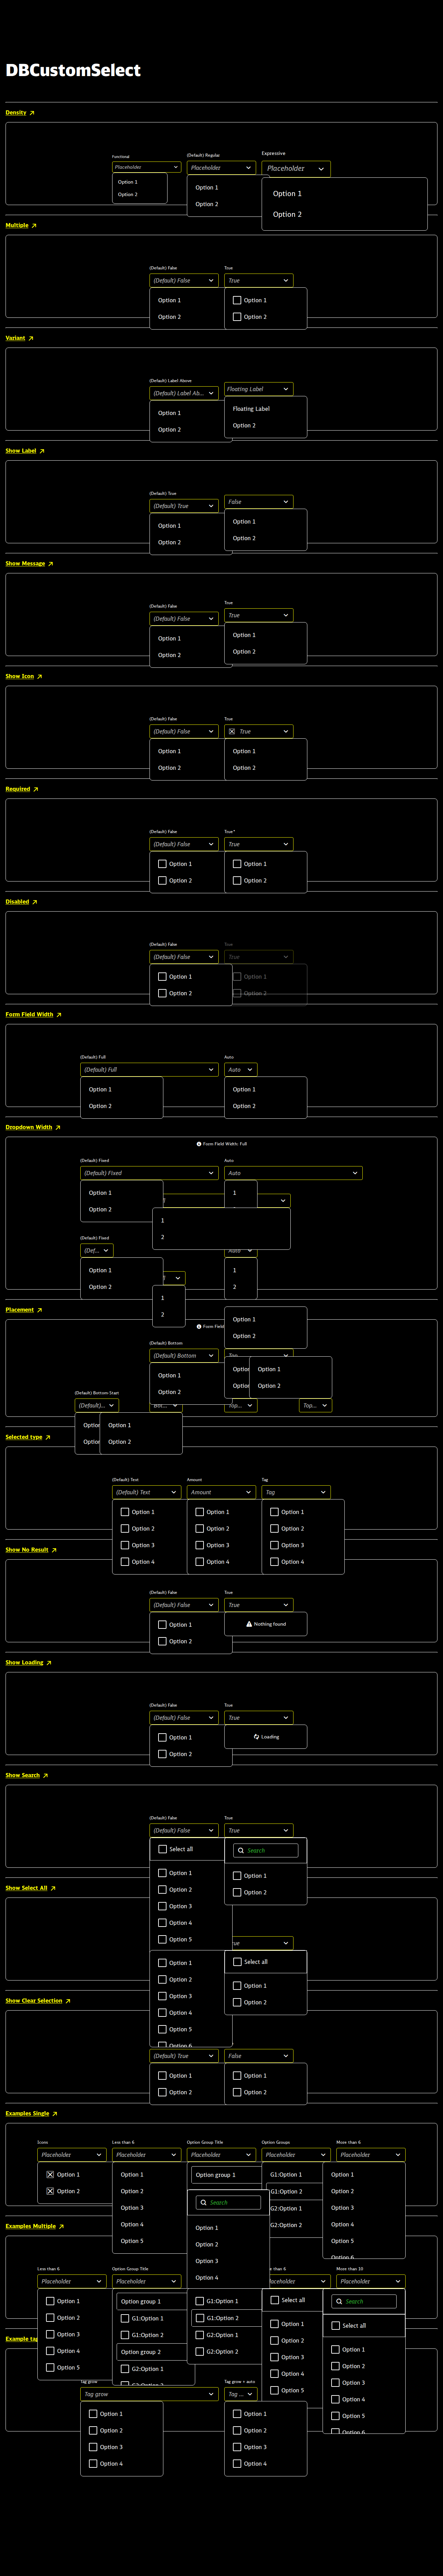 DBCustomSelect
Density
Functional
(Default) Regular
Expressive
Placeholder
Placeholder
Placeholder
Option 1
Option 2
Option 1
Option 2
Option 1
Option 2
Multiple
(Default) False
True
(Default) False
True
Option 1
Option 1
Option 2
Option 2
Variant
(Default) Label Above
(Default) Label Ab...
Floating Label
Option 1
Floating Label
Option 2
Option 2
Show Label
(Default) True
(Default) True
False
Option 1
Option 1
Option 2
Option 2
Show Message
(Default) False
True
(Default) False
True
Option 1
Option 1
Option 2
Option 2
Show Icon
(Default) False
True
(Default) False
True
Option 1
Option 1
Option 2
Option 2
Required
(Default) False
True*
(Default) False
True
Option 1
Option 1
Option 2
Option 2
Disabled
(Default) False
True
(Default) False
True
Option 1
Option 1
Option 2
Option 2
Form Field Width
(Default) Full
Auto
(Default) Full
Auto
Option 1
Option 1
Option 2
Option 2
Dropdown Width
Form Field Width: Full
(Default) Fixed
Auto
(Default) Fixed
Auto
Option 1
1
Option 2
1
2
(Default) Fixed
(Def...
Auto
Option 1
1
Option 2
2
1
2
Placement
Form Field
Option 1
Option 2
(Default) Bottom
(Default) Bottom
Option 1
Option 1
Option 2
Option 2
(Default) Bottom-Start
(Default)...
Top...
Top...
Option 1
Option 2
Selected type
(Default) Text
Amount
Tag
(Default) Text
Amount
Tag
Option 1
Option 1
Option 1
Option 2
Option 2
Option 2
Option 3
Option 3
Option 3
Option 4
Option 4
Option 4
Show No Result
(Default) False
True
(Default) False
True
Option 1
Nothing found
Option 2
Show Loading
(Default) False
True
(Default) False
True
Option 1
Loading
Option 2
Show Search
(Default) False
True
(Default) False
True
Select all
Search
Option 1
Option 1
Option 2
Option 2
Option 3
Option 4
Option 5
Show Select All
Option 1
Select all
Option 2
Option 1
Option 3
Option 2
Option 4
Option 5
Option 6
Show Clear Selection
(Default) True
False
Option 1
Option 1
Option 2
Option 2
Examples Single
Icons
Less than 6
Option Group Title
Option Groups
More than 6
Placeholder
Placeholder
Placeholder
Placeholder
Placeholder
Option 1
Option 1
Option group 1
G1:Option 1
Option 1
Option 2
Option 2
G1:Option 2
Option 2
Option 3
Search
G2:Option 1
Option 3
Option 4
Option 1
G2:Option 2
Option 4
Option 5
Option 2
Option 5
Option 3
Option 6
Option 4
Examples Multiple
Less than 6
Option Group Title
More than 10
Placeholder
Placeholder
Placeholder
Placeholder
Option 1
Option group 1
G1:Option 1
Select all
Search
Option 2
G1:Option 1
G1:Option 2
Option 3
G1:Option 2
G2:Option 1
Option 1
Select all
Option 4
Option group 2
G2:Option 2
Option 2
Option 1
Option 5
G2:Option 1
Option 3
Option 2
G2:Option 2
Option 4
Option 3
Option 5
Option 4
Option 5
Option 6
Example tag
Tag grow
Tag grow + auto
Tag grow
Tag ...
Option 1
Option 1
Option 2
Option 2
Option 3
Option 3
Option 4
Option 4